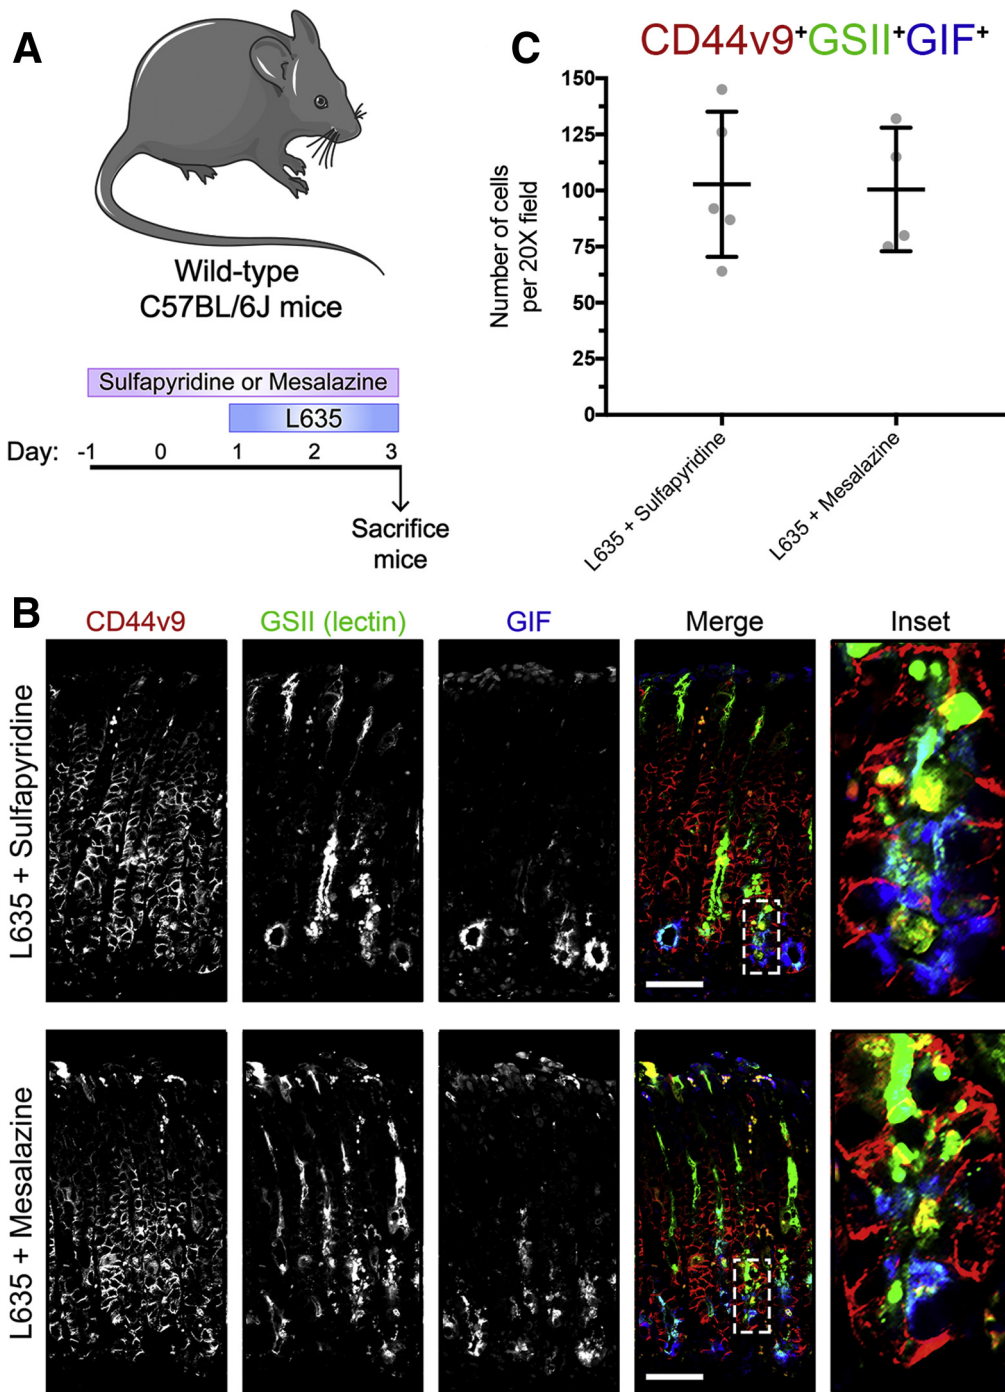 A
Wild-type
C57BL/6J mice
Sulfapyridine or Mesalazine
L635
Day: -1 0 1 2 3
Sacrifice
mice
C
CD44v9+GSII+GIF+
Number of cells
per 20X field
150
125
100
75
50
25
0
L635 + Sulfapyridine
L635 + Mesalazine
B
CD44v9 GSII (lectin) GIF Merge Inset
L635 + Sulfapyridine
L635 + Mesalazine